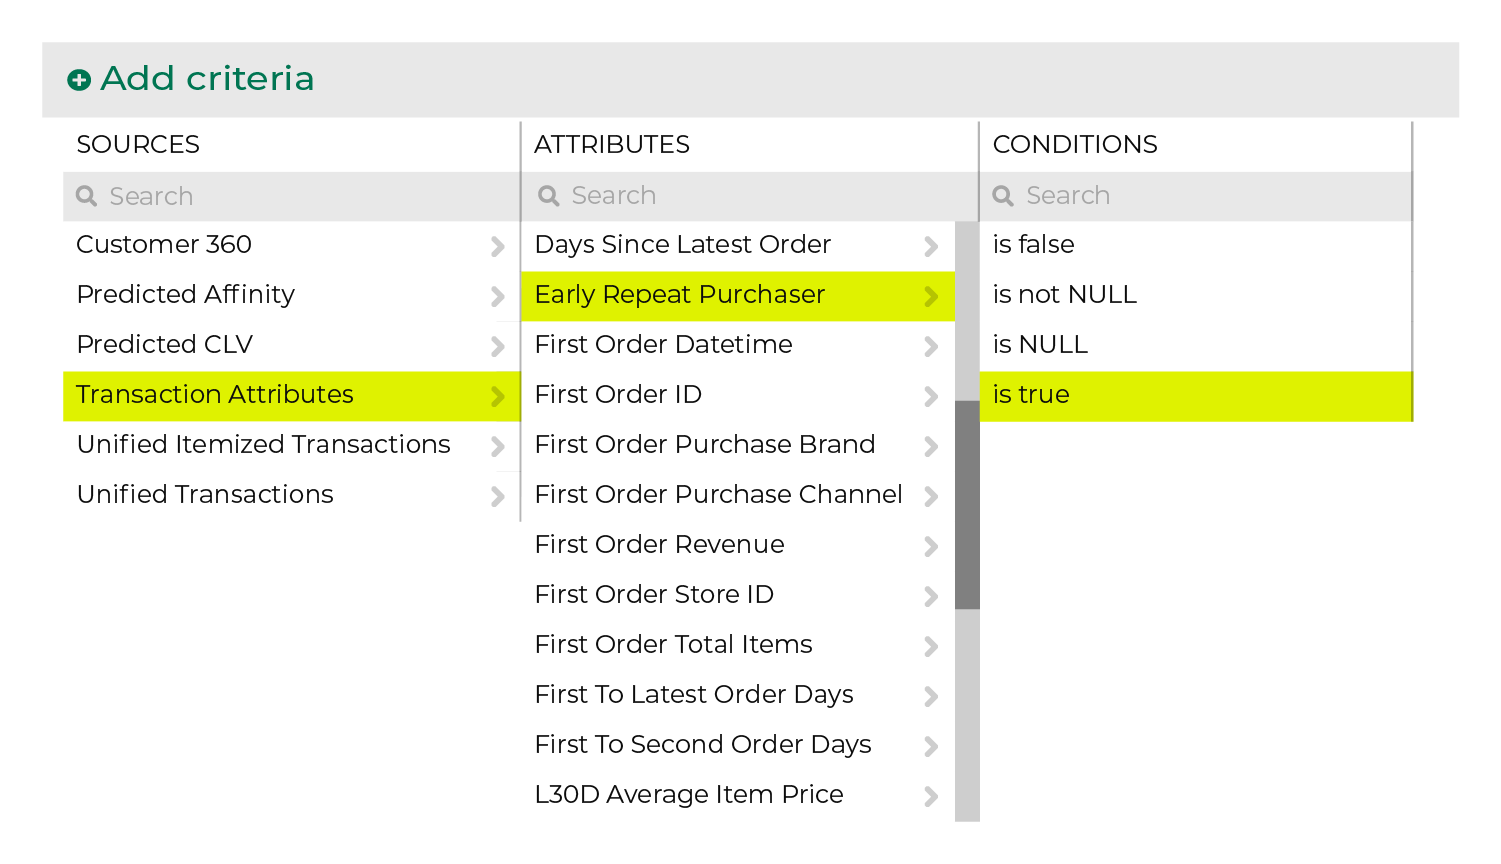 Add criteria
SOURCES
Search
Customer 360
Predicted Affinity
Predicted CLV
Transaction Attributes
Unified Itemized Transactions
Unified Transactions
ATTRIBUTES
Search
Days Since Latest Order
Early Repeat Purchaser
First Order Datetime
First Order ID
First Order Purchase Brand
First Order Purchase Channel
First Order Revenue
First Order Store ID
First Order Total Items
First To Latest Order Days
First To Second Order Days
L30D Average Item Price
CONDITIONS
Search
is false
is not NULL
is NULL
is true